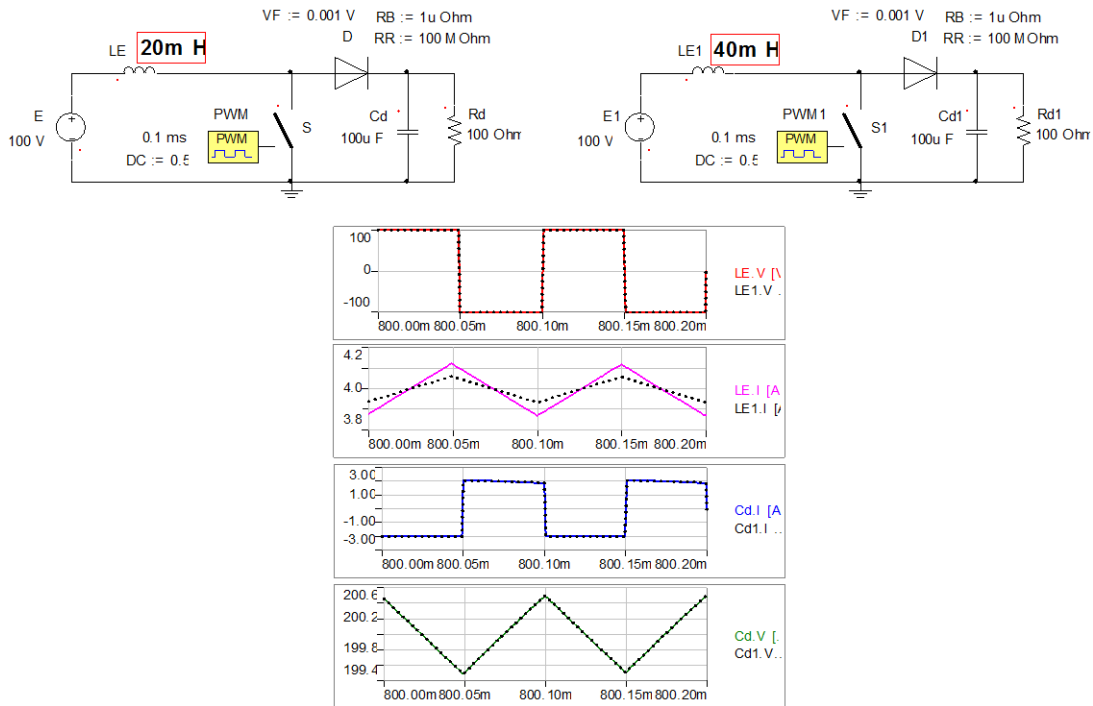 VF := 0.001 V RB := 1u Ohm
D RR := 100 M Ohm
LE 20m H
E
100 V
PWM
0.1 ms
PWM
DC := 0.5
S
Cd
100u F
Rd
100 Ohm
VF := 0.001 V RB := 1u Ohm
D1 RR := 100 M Ohm
LE1 40m H
E1
100 V
PWM1
0.1 ms
PWM
DC := 0.5
S1
Cd1
100u F
Rd1
100 Ohm
100
0
-100
800.00m 800.05m 800.10m 800.15m 800.20m
LE.V [V
LE1.V ..
4.2
4.0
3.8
800.00m 800.05m 800.10m 800.15m 800.20m
LE.I [A
LE1.I [A
3.00
1.00
-1.00
-3.00
800.00m 800.05m 800.10m 800.15m 800.20m
Cd.I [A
Cd1.I ..
200.6
200.2
199.8
199.4
800.00m 800.05m 800.10m 800.15m 800.20m
Cd.V [.
Cd1.V..